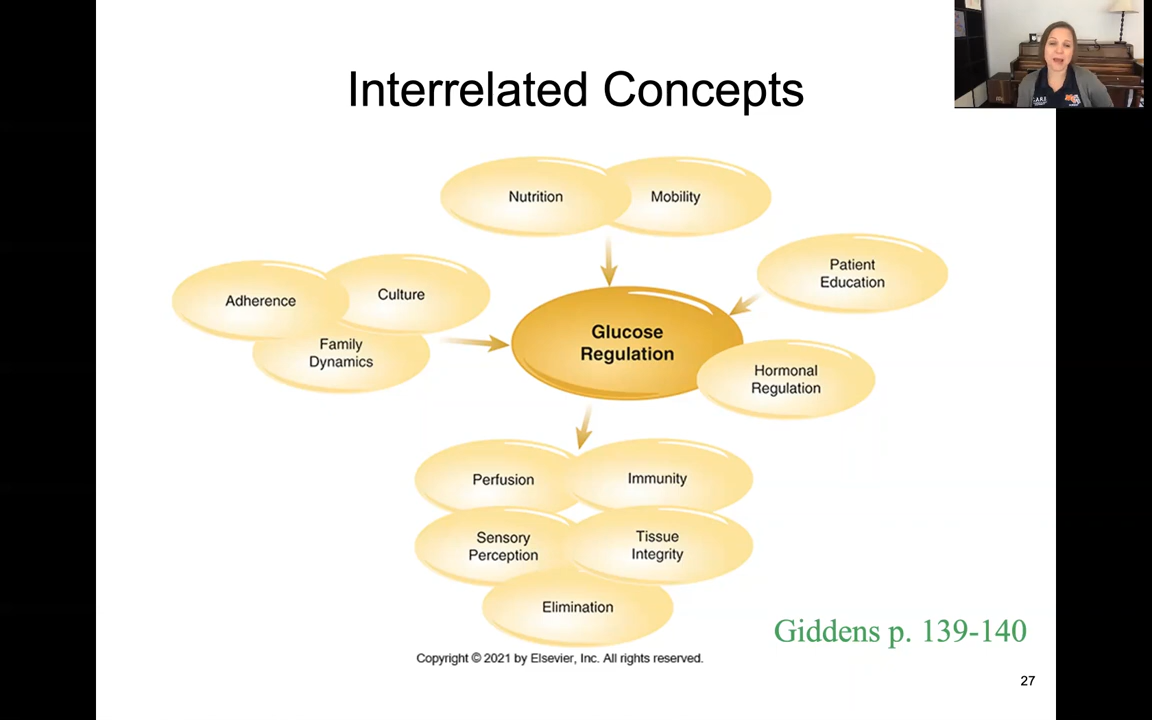 Interrelated Concepts
Nutrition
Mobility
Patient
Education
Adherence
Culture
Family
Dynamics
Glucose
Regulation
Hormonal
Regulation
Perfusion
Immunity
Sensory
Perception
Tissue
Integrity
Elimination
Giddens p. 139-140
Copyright © 2021 by Elsevier, Inc. All rights reserved.
27